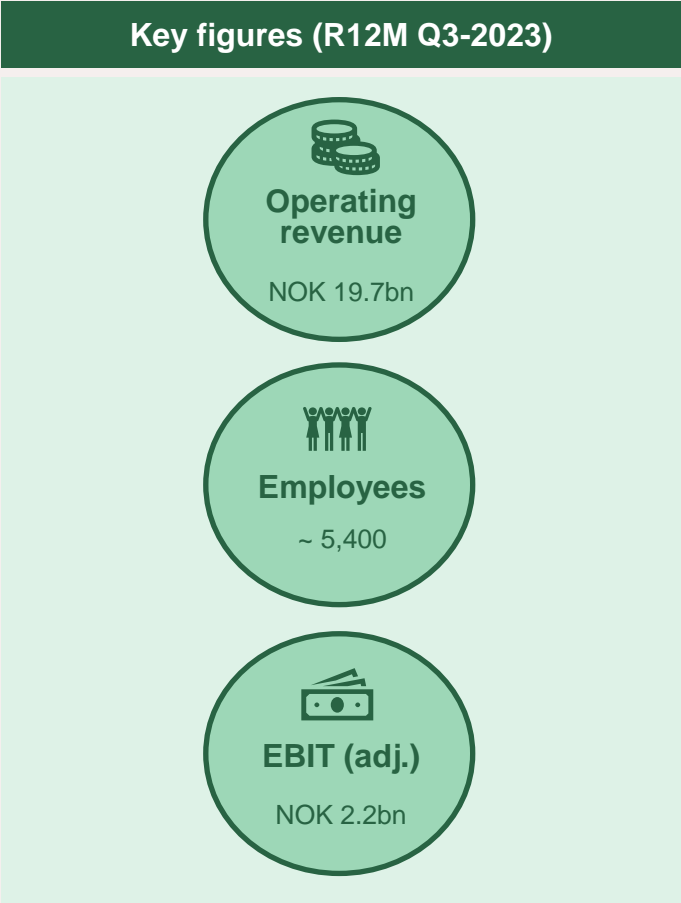 Key figures (R12M Q3-2023)
Operating
revenue
NOK 19.7bn
Employees
~ 5,400
EBIT (adj.)
NOK 2.2bn